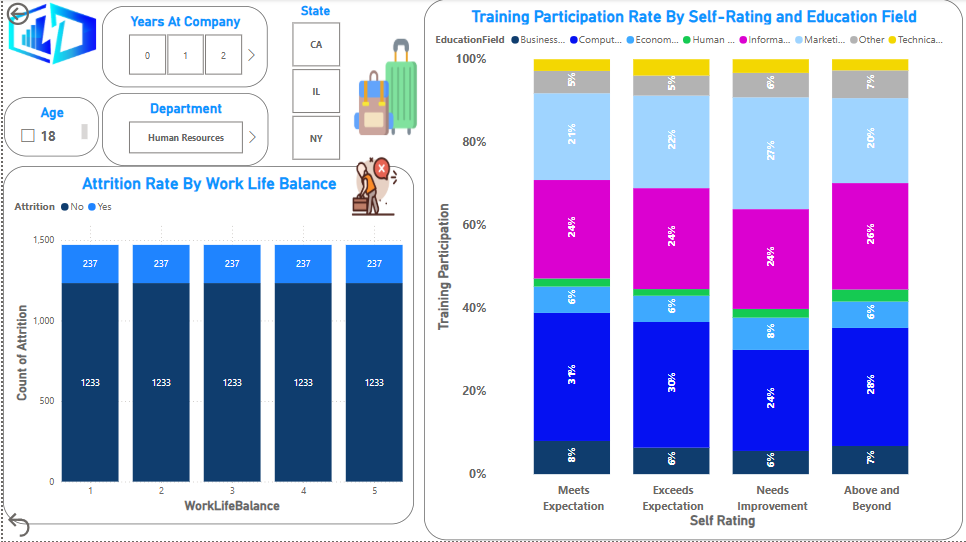 Years At Company
0
1
2
State
CA
IL
NY
Age
18
Department
Human Resources
Attrition Rate By Work Life Balance
Attrition No Yes
Count of Attrition
1,500
1,000
500
0
237 237 237 237 237
1233 1233 1233 1233 1233
1 2 3 4 5
WorkLifeBalance
Training Participation Rate By Self-Rating and Education Field
EducationField Business... Comput... Econom... Human ... Informa... Marketi... Other Technica...
Training Participation
100%
80%
60%
40%
20%
0%
5% 5% 6% 7%
21% 22% 27% 20%
24% 24% 24% 26%
6% 6% 8% 6%
31% 30% 24% 28%
8% 6% 6% 7%
Meets Exceeds Needs Above and
Expectation Expectation Improvement Beyond
Self Rating